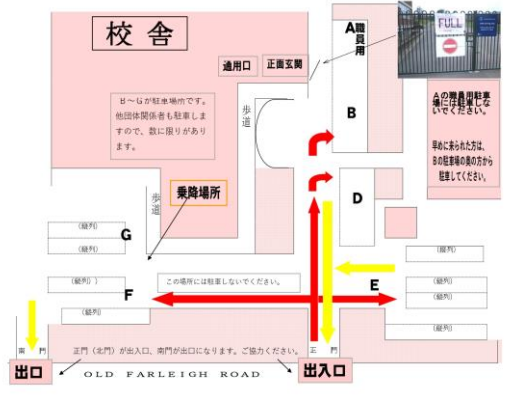 校 舎
通用口
正面玄関
A職員用
FULL
B～Gが駐車場所です。
他団体関係者も駐車しま
すので、数に限りがあり
ます。
歩道
B
Aの職員用駐車
場には駐車しな
いでください。
早めに来られた方は、
Bの駐車場の奥の方から
駐車してください。
歩道
乗降場所
D
(縦列)
G
(縦列)
(縦列)
(縦列)
この場所には駐車しないでください。
E
(縦列)
(縦列)
F
(縦列)
(縦列)
南 門
正門（北門）が出入口、南門が出口になります。ご協力ください。
正 門
出口
OLD FARLEIGH ROAD
出入口